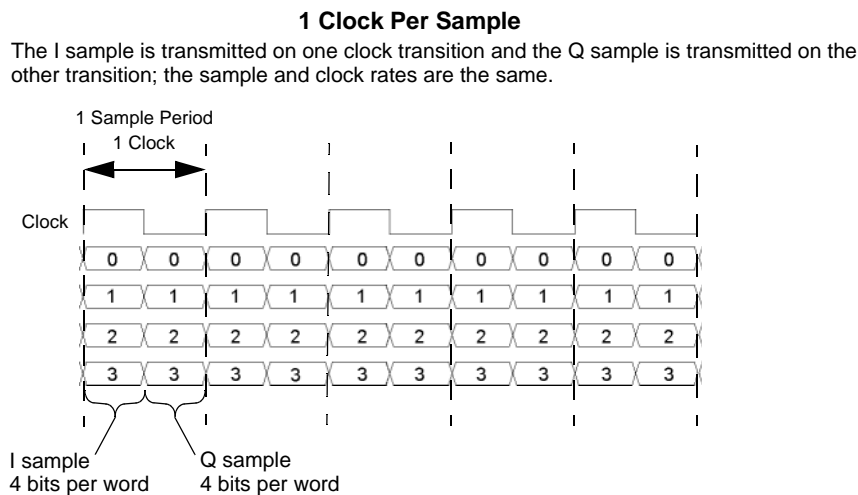 1 Clock Per Sample
The I sample is transmitted on one clock transition and the Q sample is transmitted on the
other transition; the sample and clock rates are the same.
1 Sample Period
1 Clock
Clock
0 0 0 0 0 0 0 0 0 0
1 1 1 1 1 1 1 1 1 1
2 2 2 2 2 2 2 2 2 2
3 3 3 3 3 3 3 3 3 3
I sample Q sample
4 bits per word 4 bits per word